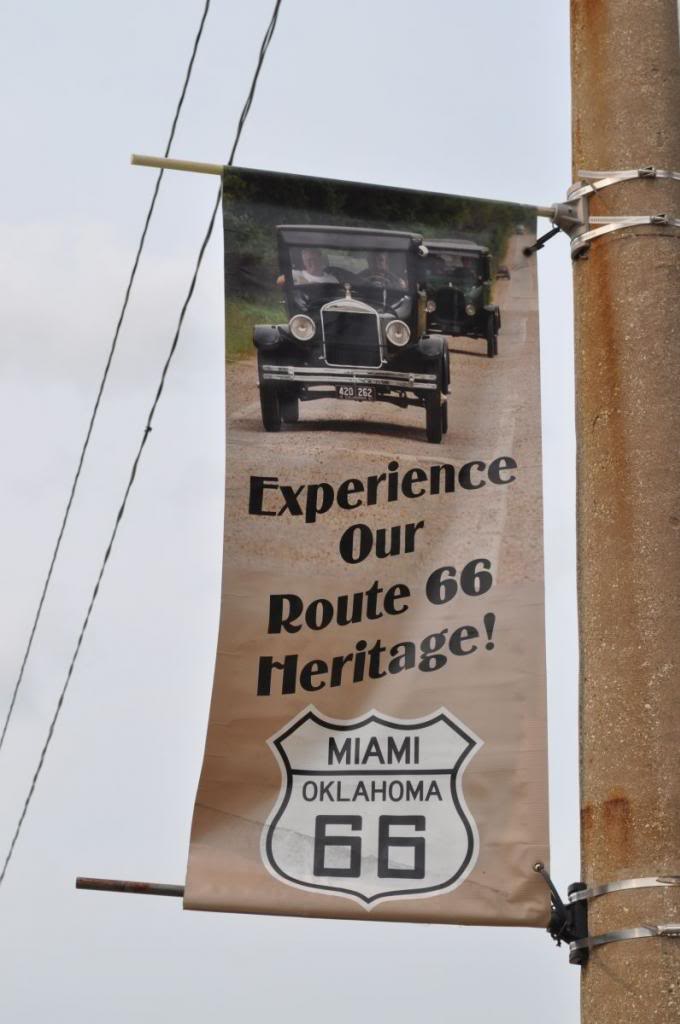 420 262
Experience
Our
Route 66
Heritage!
MIAMI
OKLAHOMA
66